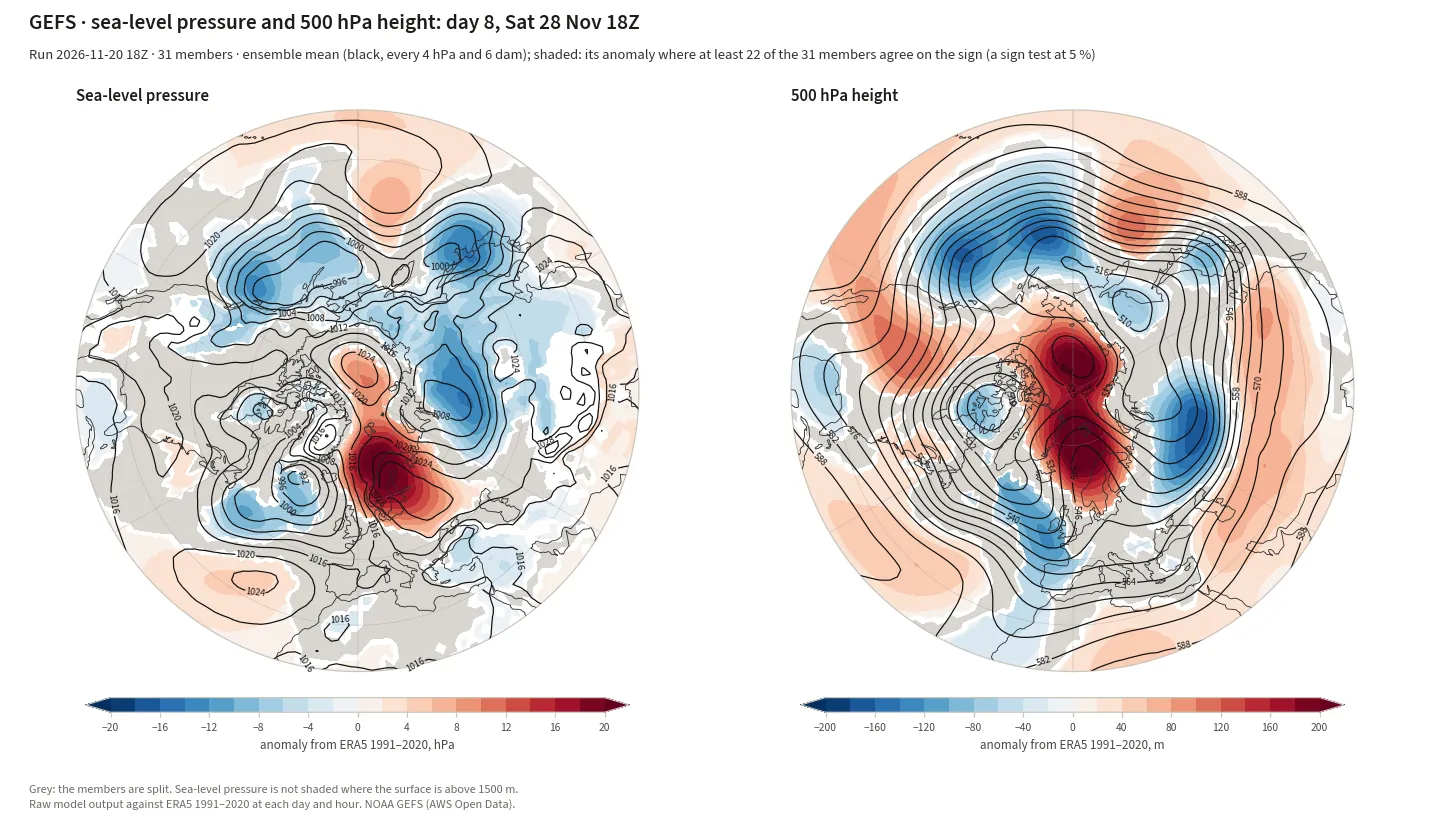 GEFS · sea-level pressure and 500 hPa height: day 8, Sat 28 Nov 18Z
Run 2026-11-20 18Z · 31 members · ensemble mean (black, every 4 hPa and 6 dam); shaded: its anomaly where at least 22 of the 31 members agree on the sign (a sign test at 5 %)
Sea-level pressure
500 hPa height
−20 −16 −12 −8 −4 0 4 8 12 16 20
anomaly from ERA5 1991–2020, hPa
−200 −160 −120 −80 −40 0 40 80 120 160 200
anomaly from ERA5 1991–2020, m
Grey: the members are split. Sea-level pressure is not shaded where the surface is above 1500 m.
Raw model output against ERA5 1991–2020 at each day and hour. NOAA GEFS (AWS Open Data).